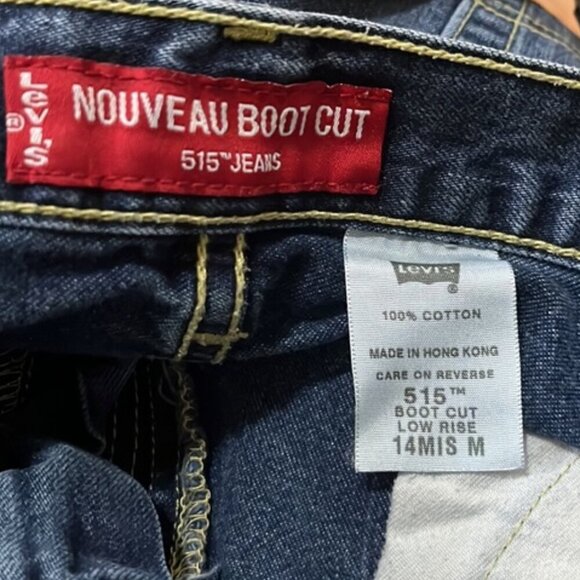 LEVI'S ®
NOUVEAU BOOT CUT
515™ JEANS
Levi's ®
100% COTTON
MADE IN HONG KONG
CARE ON REVERSE
515™
BOOT CUT
LOW RISE
14MIS M